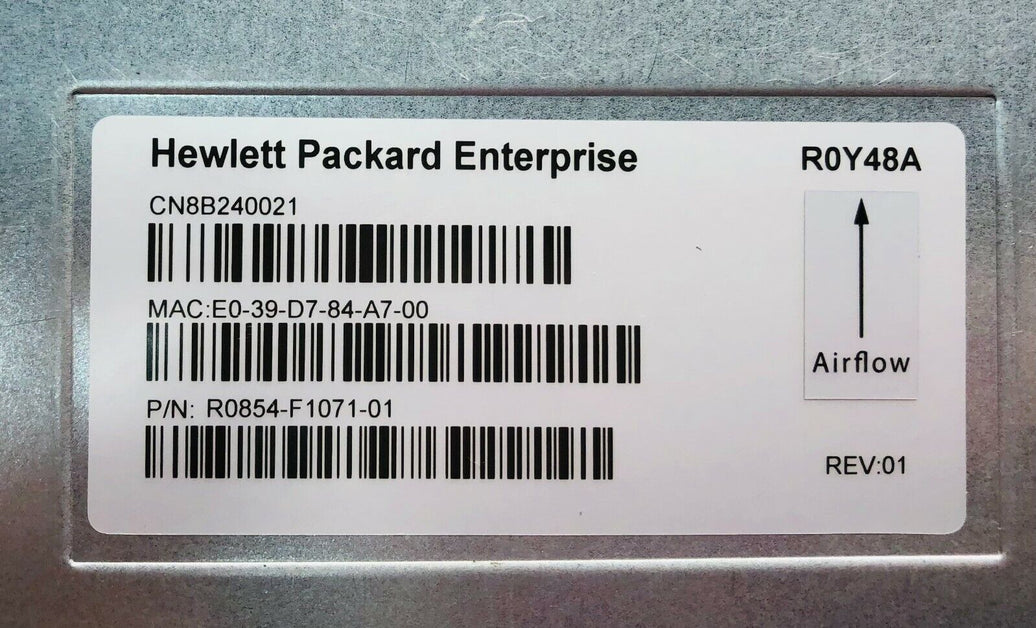 Hewlett Packard Enterprise
R0Y48A
CN8B240021
MAC:E0-39-D7-84-A7-00
P/N: R0854-F1071-01
Airflow
REV:01